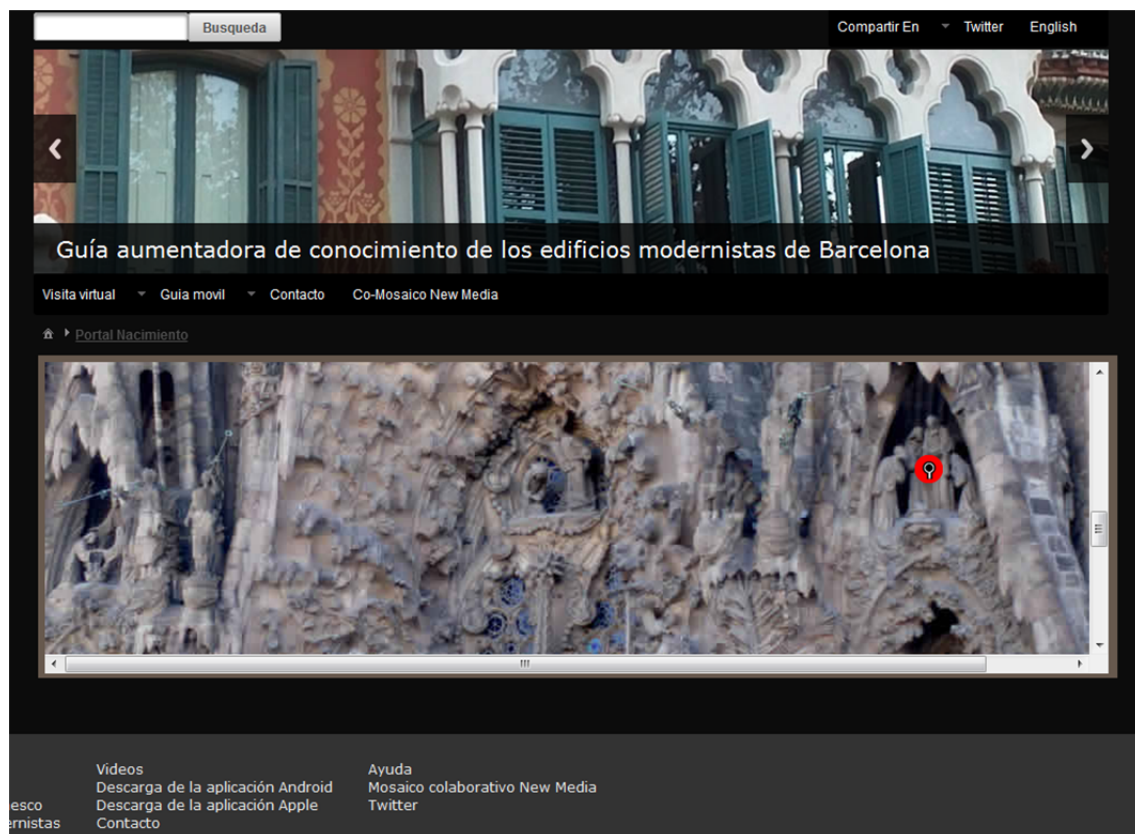 Busqueda
Compartir En Twitter English
Guía aumentadora de conocimiento de los edificios modernistas de Barcelona
Visita virtual Guia movil Contacto Co-Mosaico New Media
Portal Nacimiento
Videos
Descarga de la aplicación Android
Descarga de la aplicación Apple
Contacto
Ayuda
Mosaico colaborativo New Media
Twitter